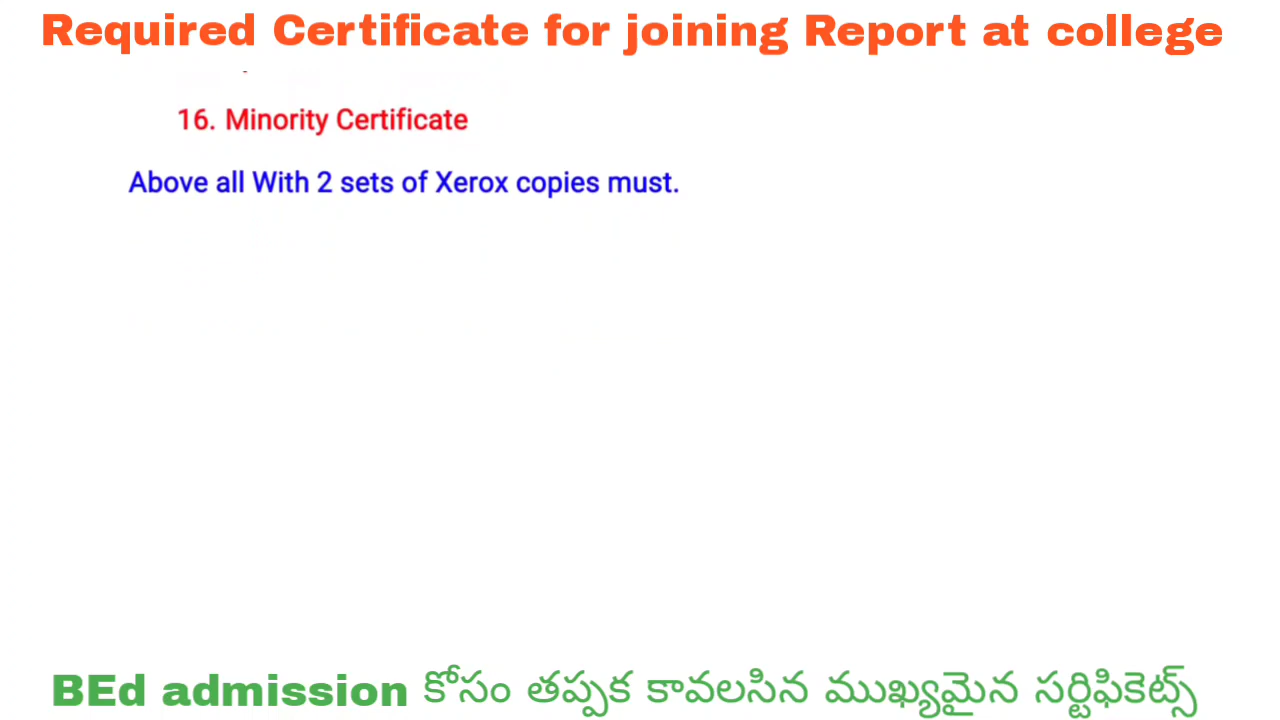 Required Certificate for joining Report at college
16. Minority Certificate
Above all With 2 sets of Xerox copies must.
BEd admission కోసం తప్పక కావలసిన ముఖ్యమైన సర్టిఫికెట్స్